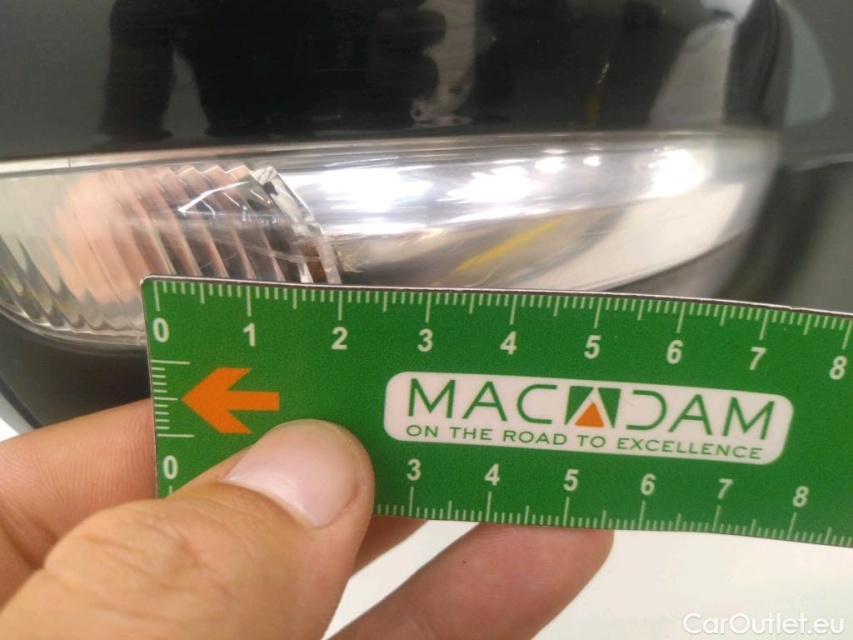 0 1 2 3 4 5 6 7 8
MACADAM
ON THE ROAD TO EXCELLENCE
0 3 4 5 6 7 8
CarOutlet.eu